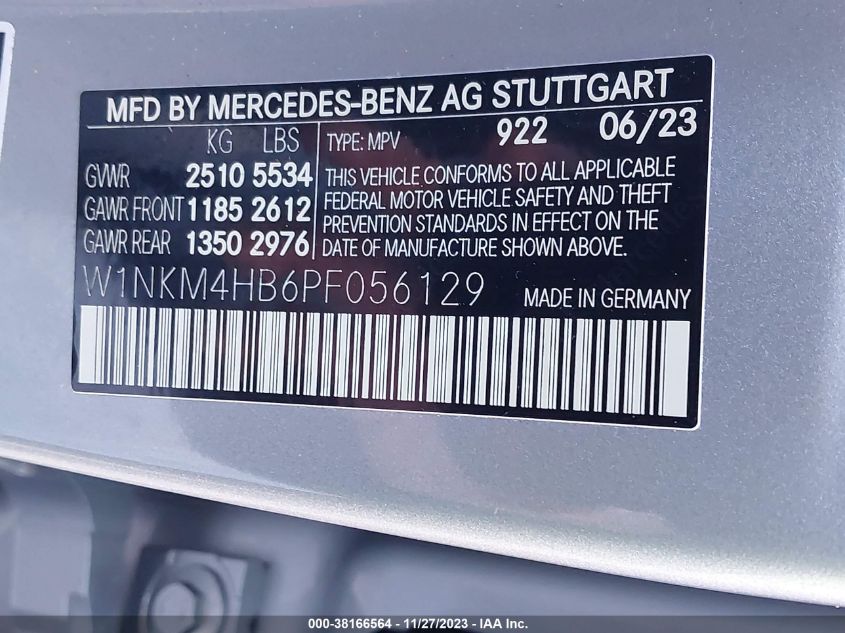 MFD BY MERCEDES-BENZ AG STUTTGART
KG LBS
GVWR 2510 5534
GAWR FRONT 1185 2612
GAWR REAR 1350 2976
TYPE: MPV 922 06/23
THIS VEHICLE CONFORMS TO ALL APPLICABLE
FEDERAL MOTOR VEHICLE SAFETY AND THEFT
PREVENTION STANDARDS IN EFFECT ON THE
DATE OF MANUFACTURE SHOWN ABOVE.
W1NKM4HB6PF056129 MADE IN GERMANY
000-38166564 - 11/27/2023 - IAA Inc.